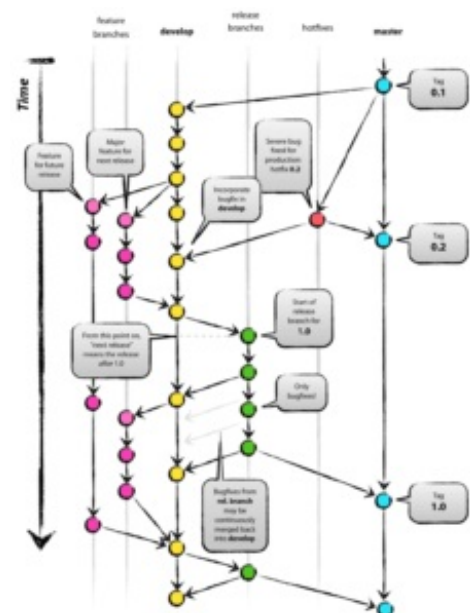 feature
branches
develop
release
branches
hotfixes
master
Time
Tag
0.1
Feature
for future
release
Major
feature for
next release
Severe bug
fixed for
production:
hotfix 0.2
Incorporate
bugfix in
develop
Tag
0.2
Start of
release
branch for
1.0
From this point on,
"next release"
means the release
after 1.0
Only
bugfixes!
Bugfixes from
rel. branch
may be
continuously
merged back
into develop
Tag
1.0